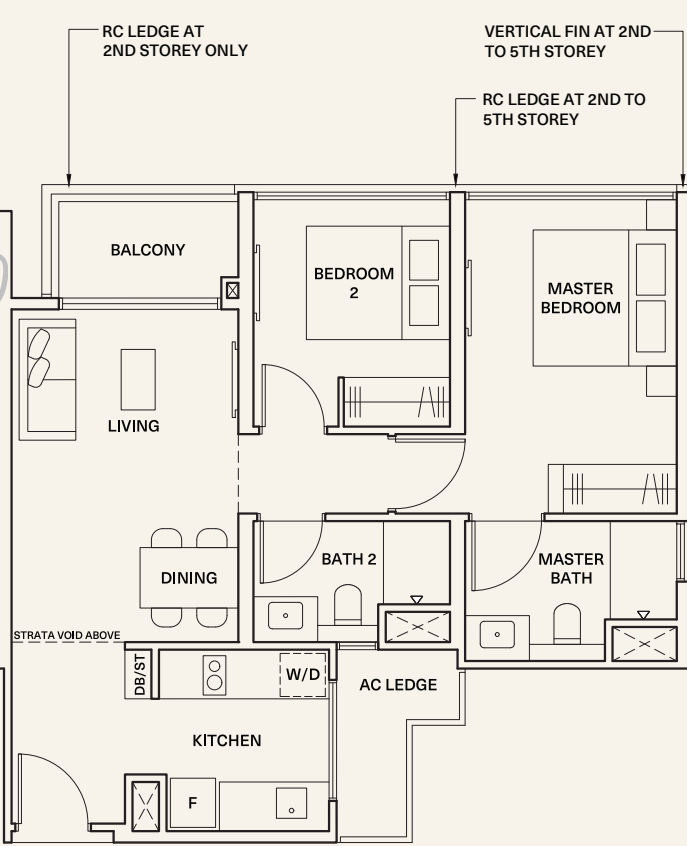 RC LEDGE AT
2ND STOREY ONLY
VERTICAL FIN AT 2ND
TO 5TH STOREY
RC LEDGE AT 2ND TO
5TH STOREY
BALCONY
BEDROOM
2
MASTER
BEDROOM
LIVING
DINING
BATH 2
MASTER
BATH
STRATA VOID ABOVE
DB/ST
W/D
AC LEDGE
KITCHEN
F